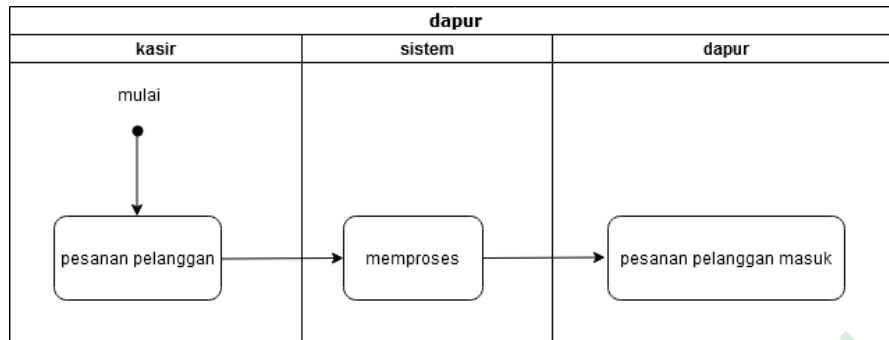 dapur
kasir
sistem
dapur
mulai
pesanan pelanggan
memproses
pesanan pelanggan masuk